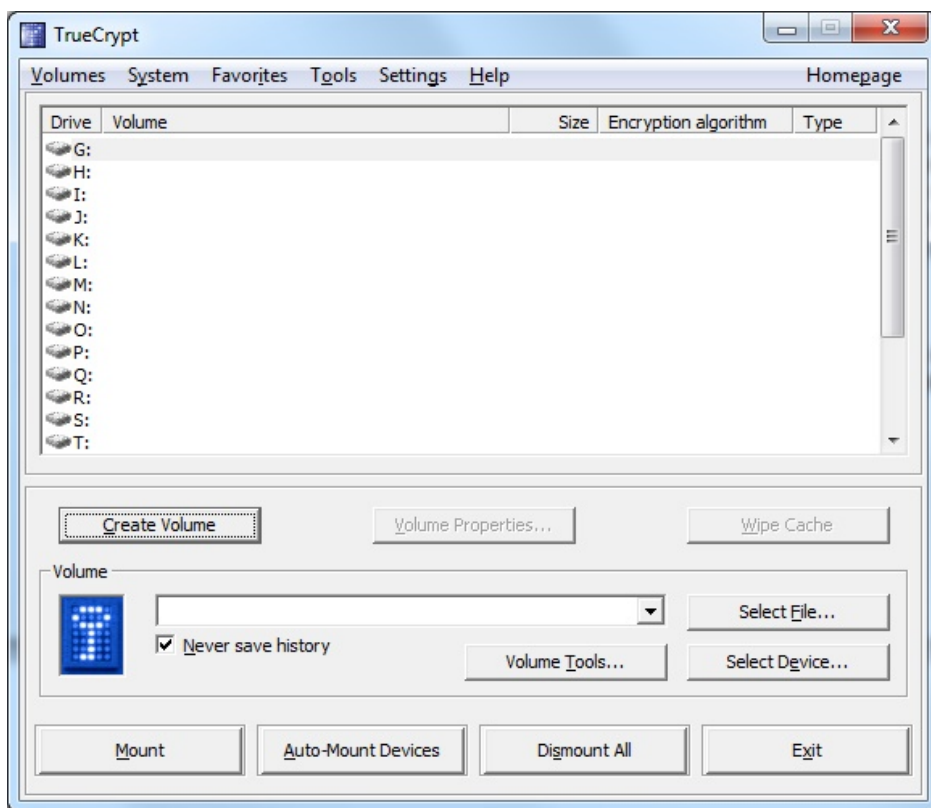 TrueCrypt
Volumes System Favorites Tools Settings Help Homepage
Drive Volume Size Encryption algorithm Type
G:
H:
I:
J:
K:
L:
M:
N:
O:
P:
Q:
R:
S:
T:
Create Volume Volume Properties... Wipe Cache
Volume
Select File...
Never save history
Volume Tools... Select Device...
Mount Auto-Mount Devices Dismount All Exit